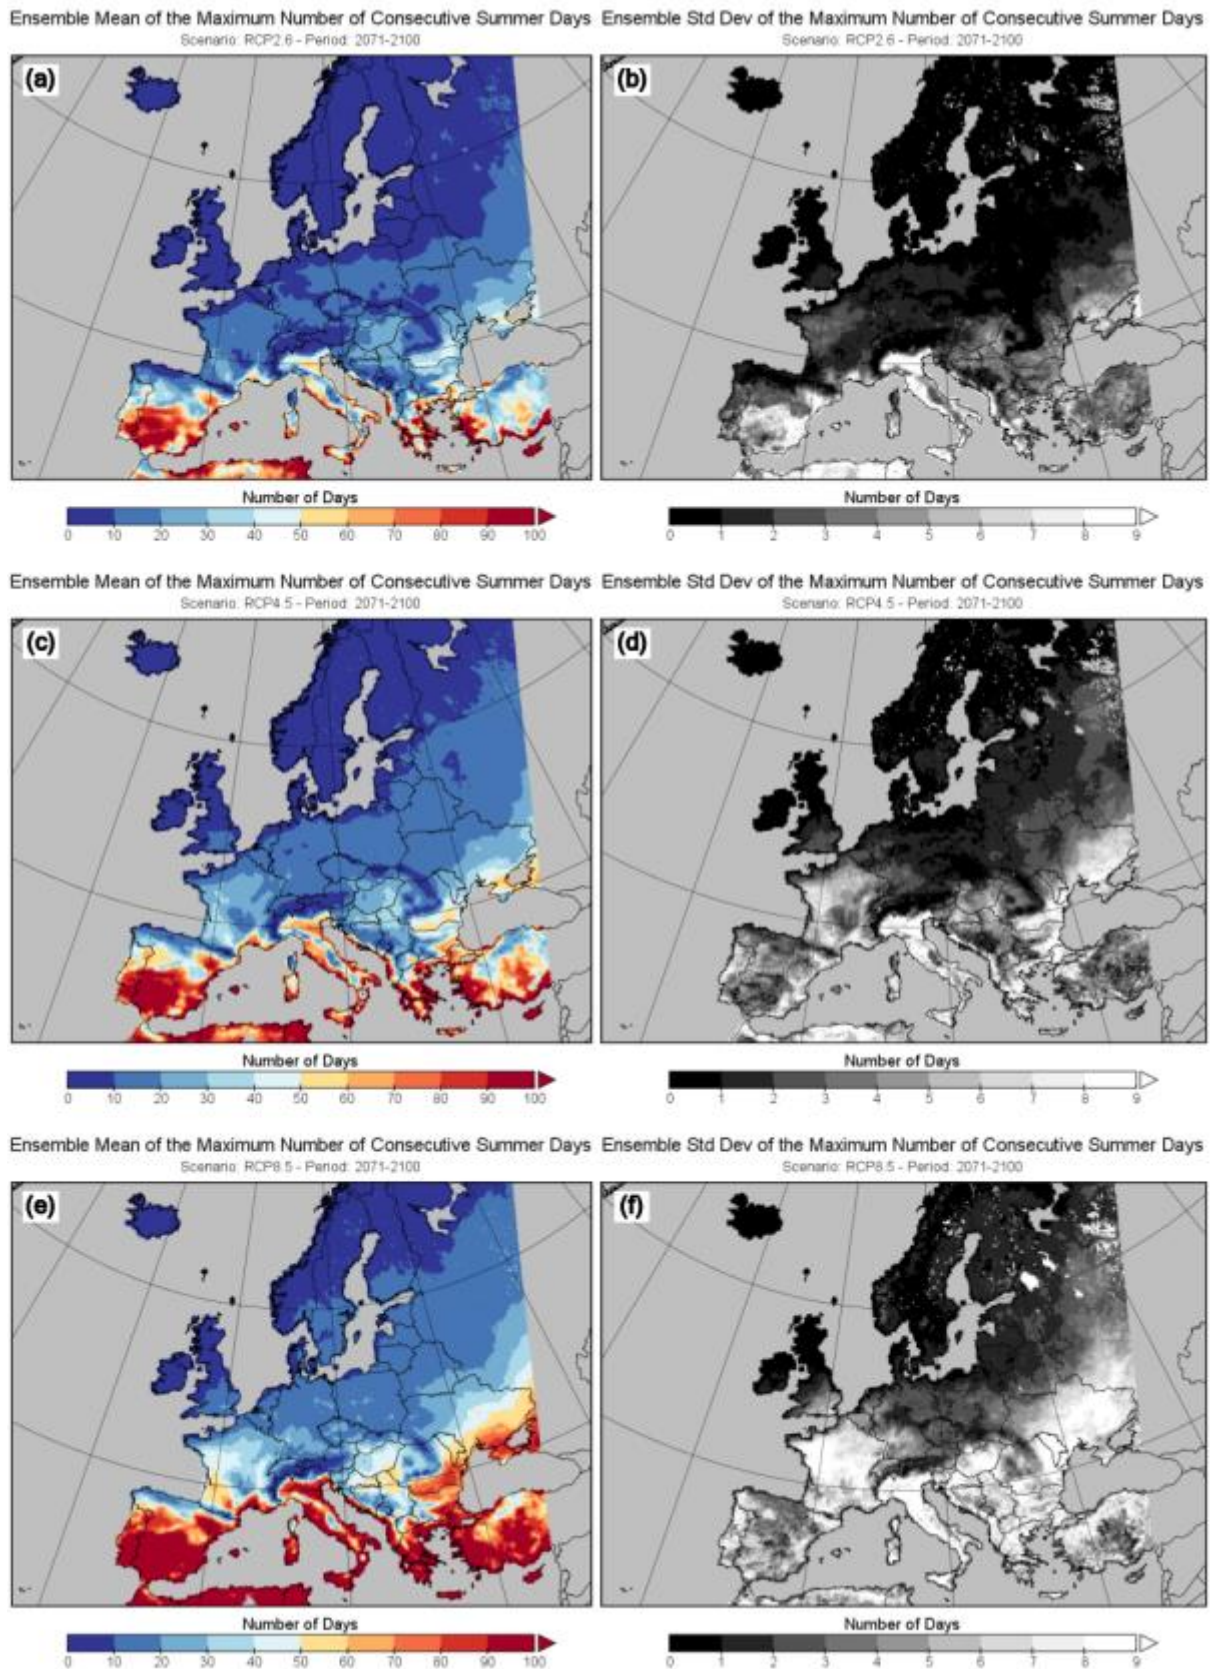 Ensemble Mean of the Maximum Number of Consecutive Summer Days
Scenario: RCP2.6 - Period: 2071-2100
(a)
Number of Days
0 10 20 30 40 50 60 70 80 90 100
Ensemble Std Dev of the Maximum Number of Consecutive Summer Days
Scenario: RCP2.6 - Period: 2071-2100
(b)
Number of Days
0 1 2 3 4 5 6 7 8 9
Ensemble Mean of the Maximum Number of Consecutive Summer Days
Scenario: RCP4.5 - Period: 2071-2100
(c)
Number of Days
0 10 20 30 40 50 60 70 80 90 100
Ensemble Std Dev of the Maximum Number of Consecutive Summer Days
Scenario: RCP4.5 - Period: 2071-2100
(d)
Number of Days
0 1 2 3 4 5 6 7 8 9
Ensemble Mean of the Maximum Number of Consecutive Summer Days
Scenario: RCP8.5 - Period: 2071-2100
(e)
Number of Days
0 10 20 30 40 50 60 70 80 90 100
Ensemble Std Dev of the Maximum Number of Consecutive Summer Days
Scenario: RCP8.5 - Period: 2071-2100
(f)
Number of Days
0 1 2 3 4 5 6 7 8 9